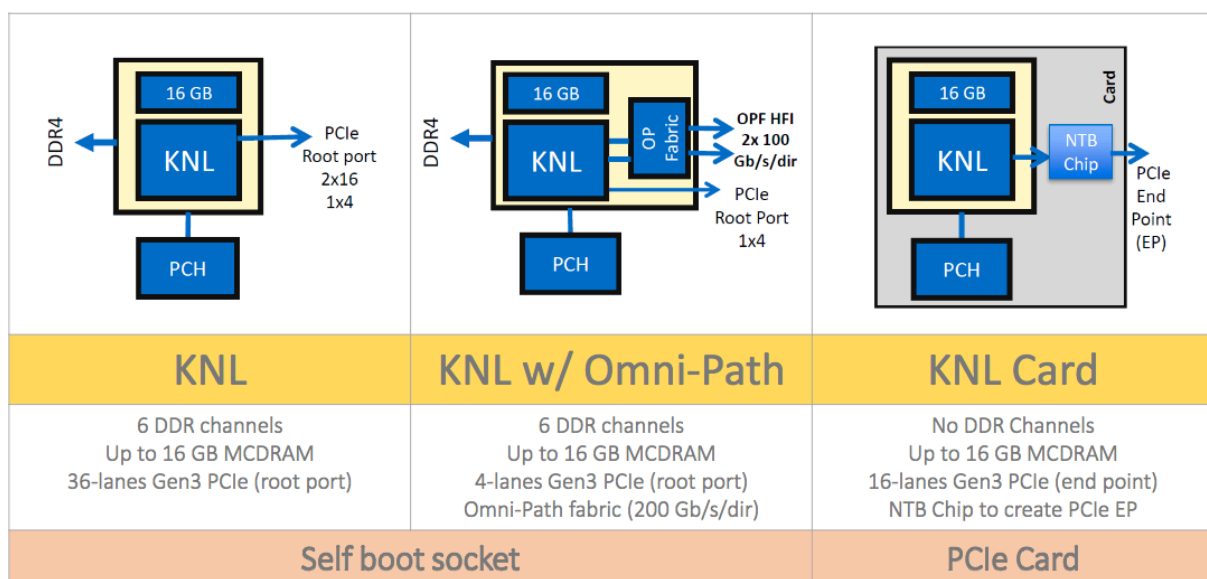 DDR4
16 GB
KNL
PCH
PCIe
Root port
2x16
1x4
DDR4
16 GB
KNL
OP
Fabric
PCH
OPF HFI
2x 100
Gb/s/dir
PCIe
Root Port
1x4
16 GB
KNL
PCH
Card
NTB
Chip
PCIe
End
Point
(EP)
KNL
KNL w/ Omni-Path
KNL Card
6 DDR channels
Up to 16 GB MCDRAM
36-lanes Gen3 PCIe (root port)
6 DDR channels
Up to 16 GB MCDRAM
4-lanes Gen3 PCIe (root port)
Omni-Path fabric (200 Gb/s/dir)
No DDR Channels
Up to 16 GB MCDRAM
16-lanes Gen3 PCIe (end point)
NTB Chip to create PCIe EP
Self boot socket
PCIe Card